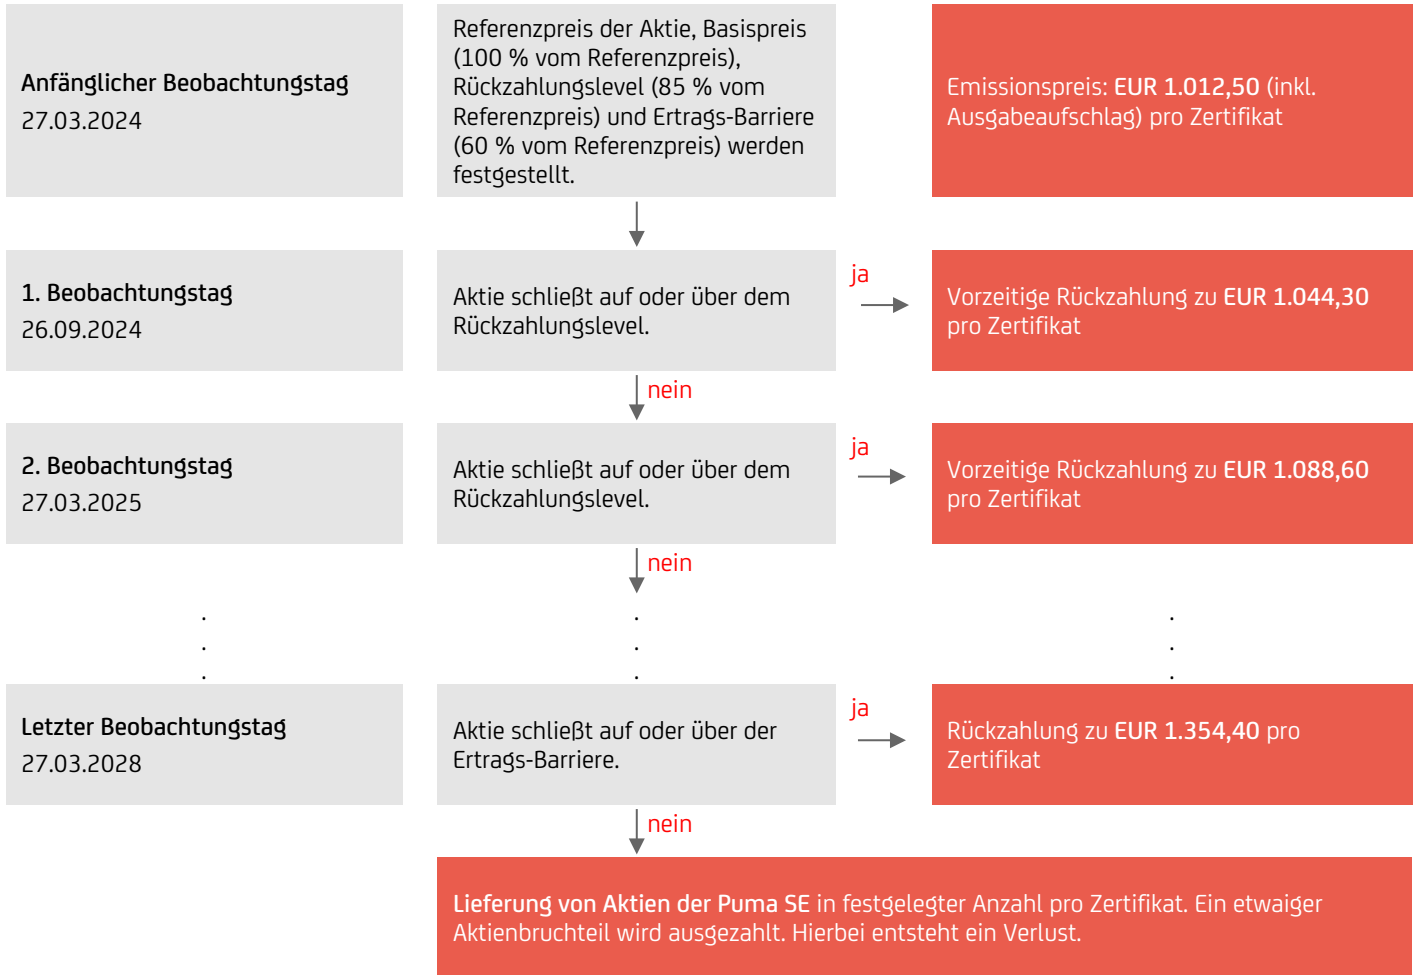 Anfänglicher Beobachtungstag
27.03.2024
Referenzpreis der Aktie, Basispreis
(100 % vom Referenzpreis),
Rückzahlungslevel (85 % vom
Referenzpreis) und Ertrags-Barriere
(60 % vom Referenzpreis) werden
festgestellt.
Emissionspreis: EUR 1.012,50 (inkl.
Ausgabeaufschlag) pro Zertifikat
1. Beobachtungstag
26.09.2024
Aktie schließt auf oder über dem
Rückzahlungslevel.
ja
Vorzeitige Rückzahlung zu EUR 1.044,30
pro Zertifikat
nein
2. Beobachtungstag
27.03.2025
Aktie schließt auf oder über dem
Rückzahlungslevel.
ja
Vorzeitige Rückzahlung zu EUR 1.088,60
pro Zertifikat
nein
. . .
. . .
. . .
Letzter Beobachtungstag
27.03.2028
Aktie schließt auf oder über der
Ertrags-Barriere.
ja
Rückzahlung zu EUR 1.354,40 pro
Zertifikat
nein
Lieferung von Aktien der Puma SE in festgelegter Anzahl pro Zertifikat. Ein etwaiger
Aktienbruchteil wird ausgezahlt. Hierbei entsteht ein Verlust.